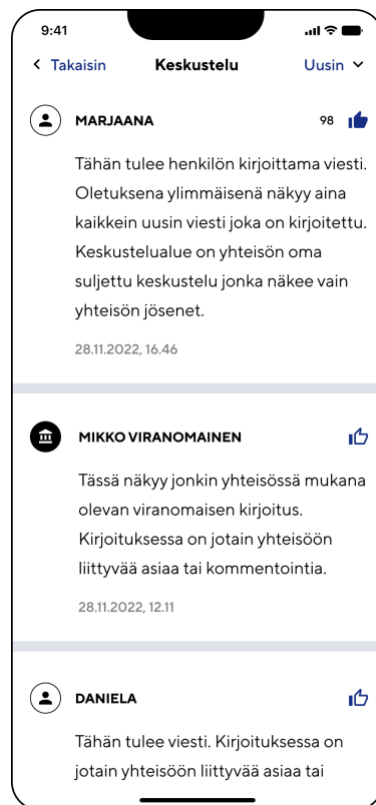 9:41
Takaisin Keskustelu Uusin
MARJAANA 98
Tähän tulee henkilön kirjoittama viesti.
Oletuksena ylimmäisenä näkyy aina
kaikkein uusin viesti joka on kirjoitettu.
Keskustelualue on yhteisön oma
suljettu keskustelu jonka näkee vain
yhteisön jösenet.
28.11.2022, 16.46
MIKKO VIRANOMAINEN
Tässä näkyy jonkin yhteisössä mukana
olevan viranomaisen kirjoitus.
Kirjoituksessa on jotain yhteisöön
liittyvää asiaa tai kommentointia.
28.11.2022, 12.11
DANIELA
Tähän tulee viesti. Kirjoituksessa on
jotain yhteisöön liittyvää asiaa tai